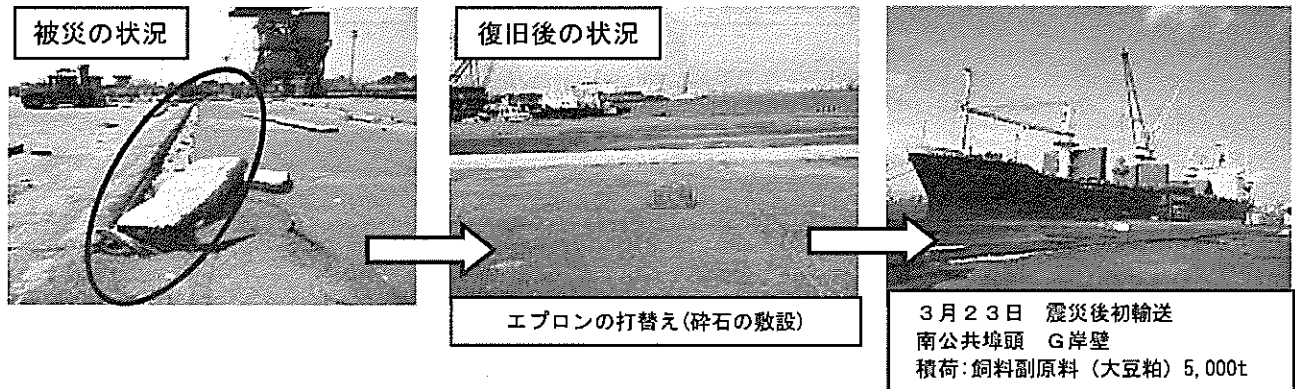 被災の状況
復旧後の状況
エプロンの打替え(砕石の敷設)
3月23日　震災後初輸送
南公共埠頭　G岸壁
積荷:飼料副原料（大豆粕）5,000t